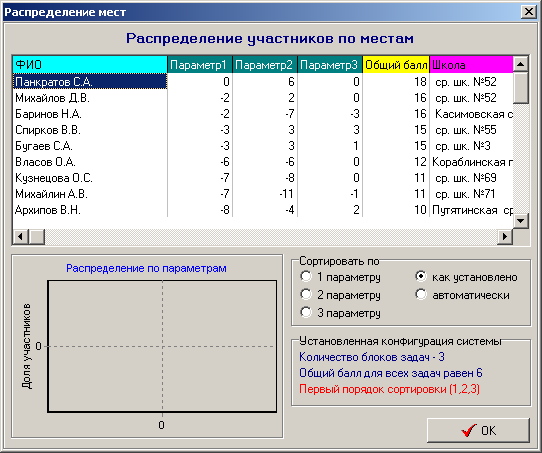 Распределение мест
Распределение участников по местам
ФИО Параметр1 Параметр2 Параметр3 Общий балл Школа
Панкратов С.А. 0 6 0 18 ср. шк. №52
Михайлов Д.В. -2 2 0 16 ср. шк. №52
Баринов Н.А. -2 -7 -3 16 Касимовская с
Спирков В.В. -3 3 3 15 ср. шк. №55
Бугаев С.А. -3 3 1 15 ср. шк. №3
Власов О.А. -6 -6 0 12 Кораблинская г
Кузнецова О.С. -7 -8 0 11 ср. шк. №69
Михайлин А.В. -7 -11 -1 11 ср. шк. №71
Архипов В.Н. -8 -4 2 10 Путятинская ср
Распределение по параметрам
Доля участников
0
0
Сортировать по
1 параметру
как установлено
2 параметру
автоматически
3 параметру
Установленная конфигурация системы
Количество блоков задач - 3
Общий балл для всех задач равен 6
Первый порядок сортировки (1,2,3)
OK